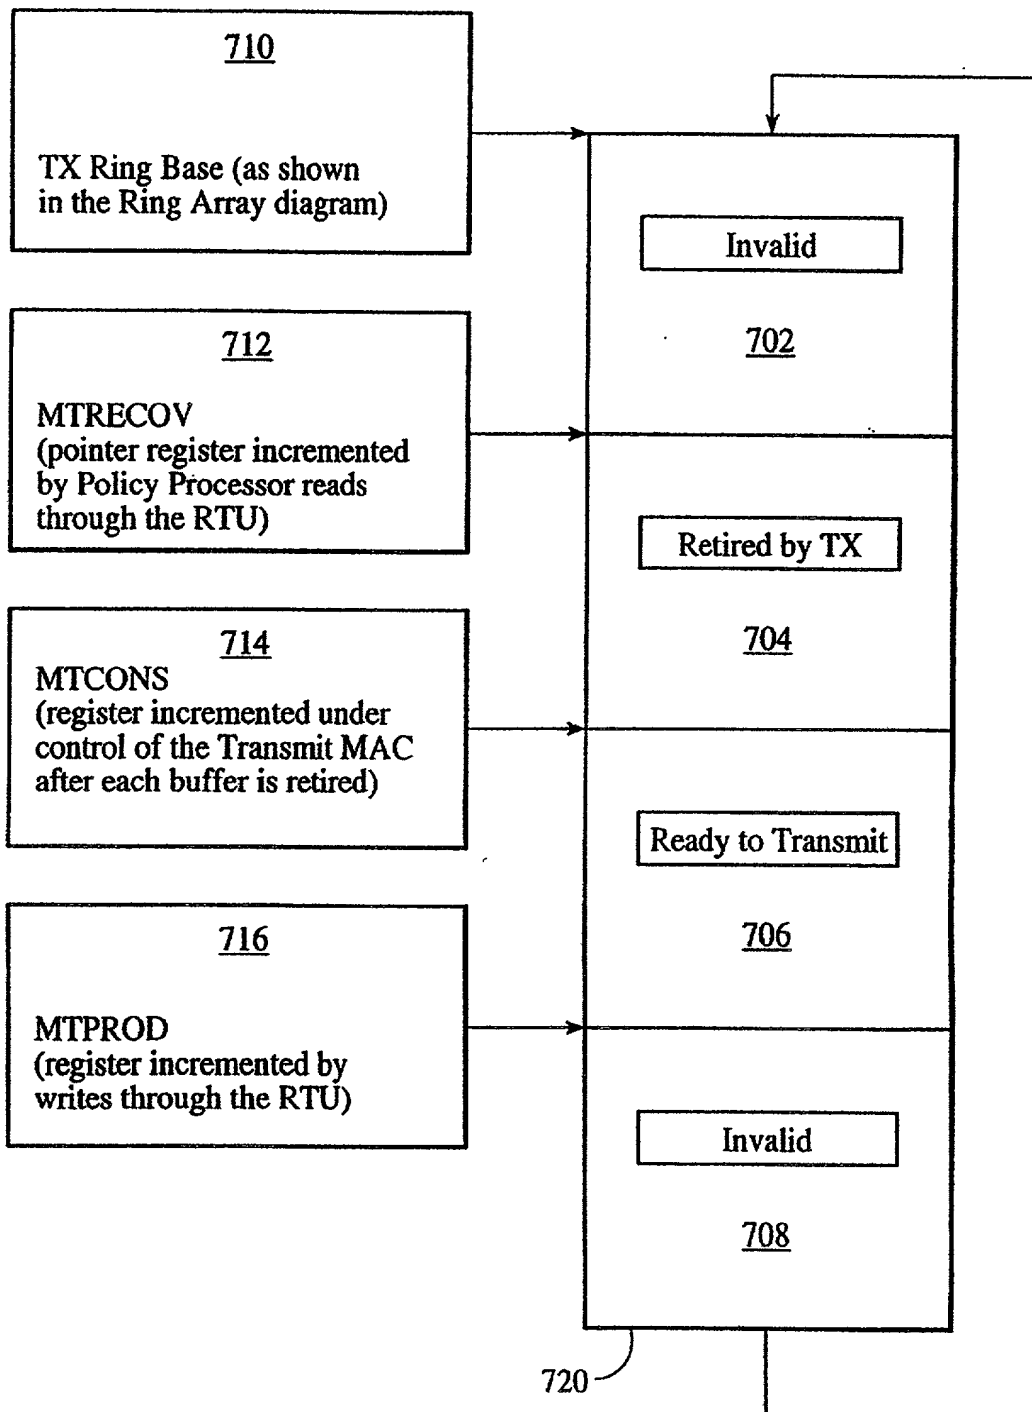 710
TX Ring Base (as shown
in the Ring Array diagram)
712
MTRECOV
(pointer register incremented
by Policy Processor reads
through the RTU)
714
MTCONS
(register incremented under
control of the Transmit MAC
after each buffer is retired)
716
MTPROD
(register incremented by
writes through the RTU)
Invalid
702
Retired by TX
704
Ready to Transmit
706
Invalid
708
720